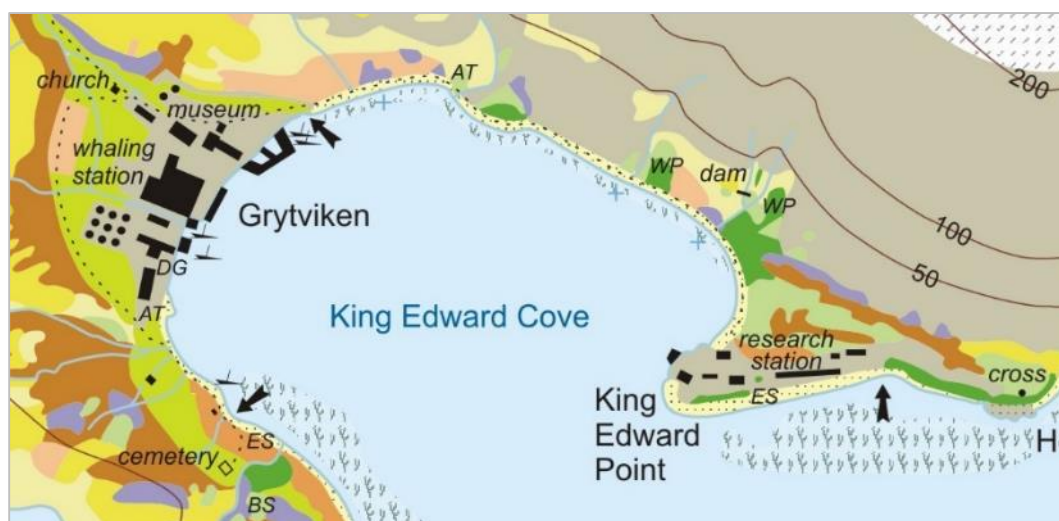 church
museum
AT
200
whaling
station
WP
dam
WP
Grytviken
100
50
DG
AT
King Edward Cove
research
station
cross
ES
King
Edward
Point
H
ES
cemetery
BS